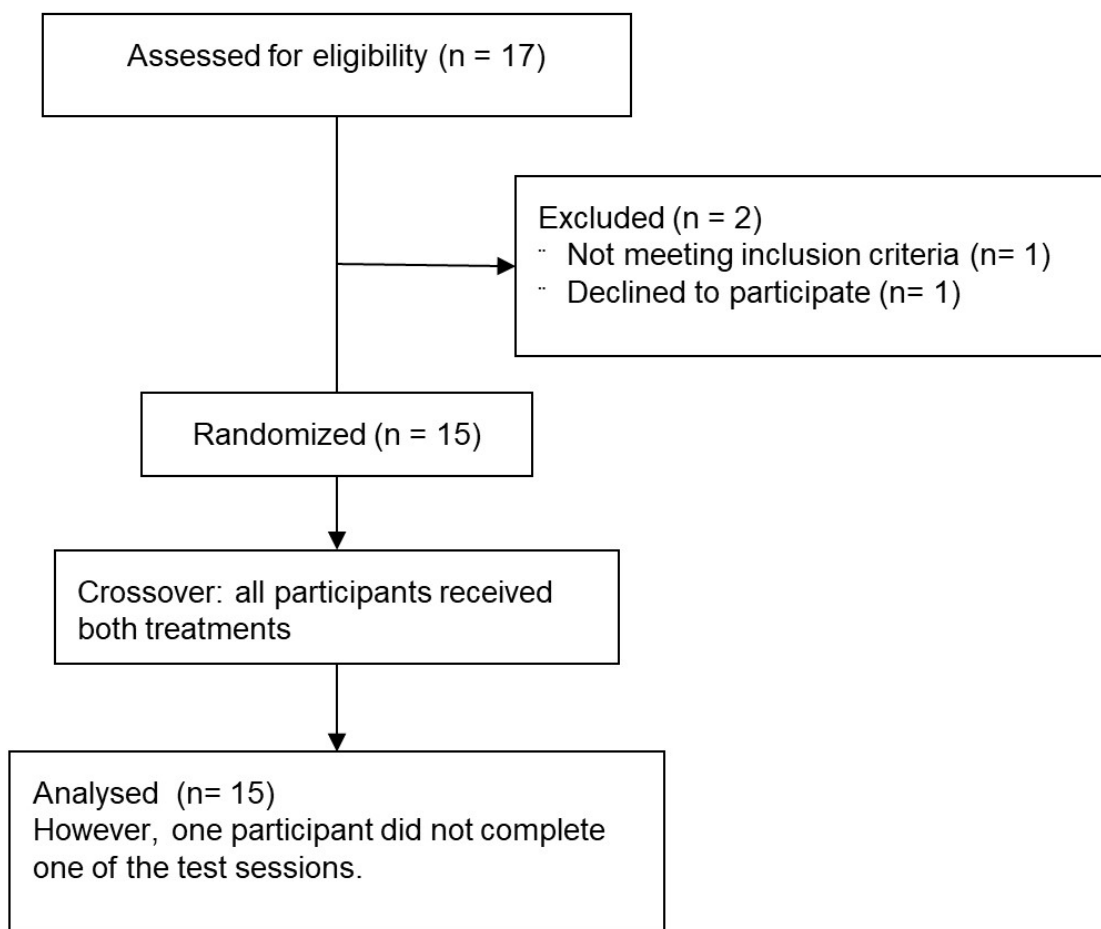 Assessed for eligibility (n = 17)
Excluded (n = 2)
¨ Not meeting inclusion criteria (n= 1)
¨ Declined to participate (n= 1)
Randomized (n = 15)
Crossover: all participants received
both treatments
Analysed (n= 15)
However, one participant did not complete
one of the test sessions.